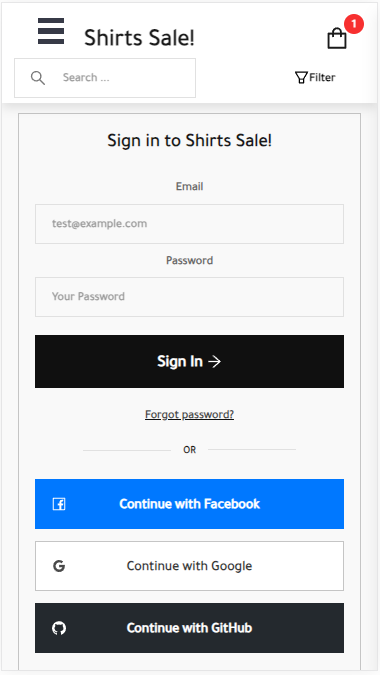 Shirts Sale!
1
Search ...
Filter
Sign in to Shirts Sale!
Email
test@example.com
Password
Your Password
Sign In
Forgot password?
OR
Continue with Facebook
Continue with Google
Continue with GitHub